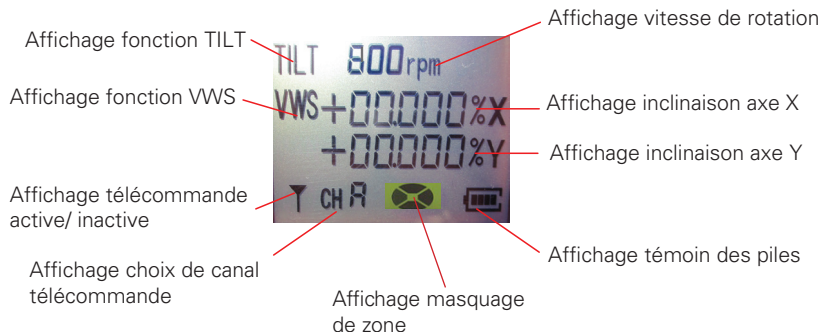 Affichage vitesse de rotation
Affichage fonction TILT
TILT 800rpm
Affichage fonction VWS
VWS+00.000%X
Affichage inclinaison axe X
+00.000%Y
Affichage inclinaison axe Y
Affichage télécommande
active/ inactive
CH A
Affichage témoin des piles
Affichage choix de canal
télécommande
Affichage masquage
de zone